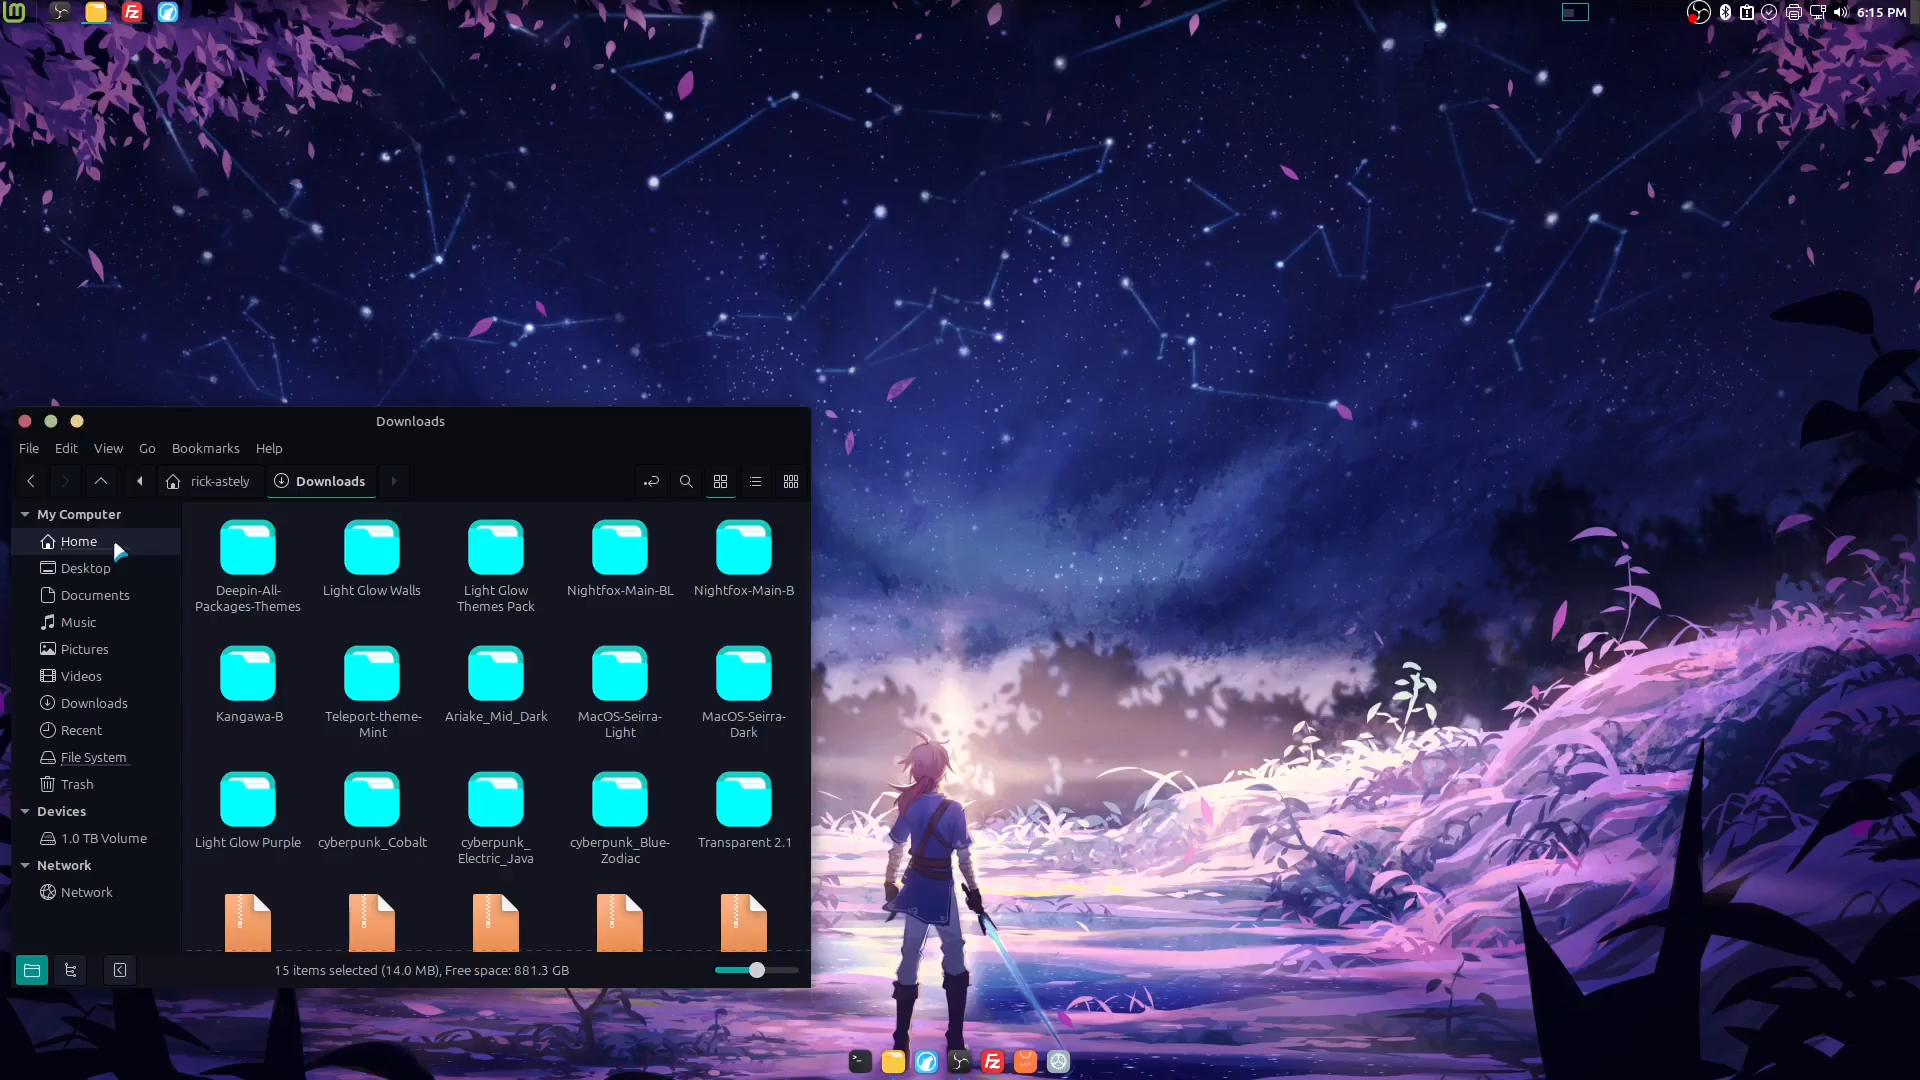 6:15 PM
Downloads
File Edit View Go Bookmarks Help
rick-astely Downloads
My Computer
Home
Desktop
Documents
Music
Pictures
Videos
Downloads
Recent
File System
Trash
Devices
1.0 TB Volume
Network
Network
Deepin-All-
Packages-Themes
Light Glow Walls
Light Glow
Themes Pack
Nightfox-Main-BL
Nightfox-Main-B
Kangawa-B
Teleport-theme-
Mint
Ariake_Mid_Dark
MacOS-Seirra-
Light
MacOS-Seirra-
Dark
Light Glow Purple
cyberpunk_Cobalt
cyberpunk_
Electric_Java
cyberpunk_Blue-
Zodiac
Transparent 2.1
15 items selected (14.0 MB), Free space: 881.3 GB